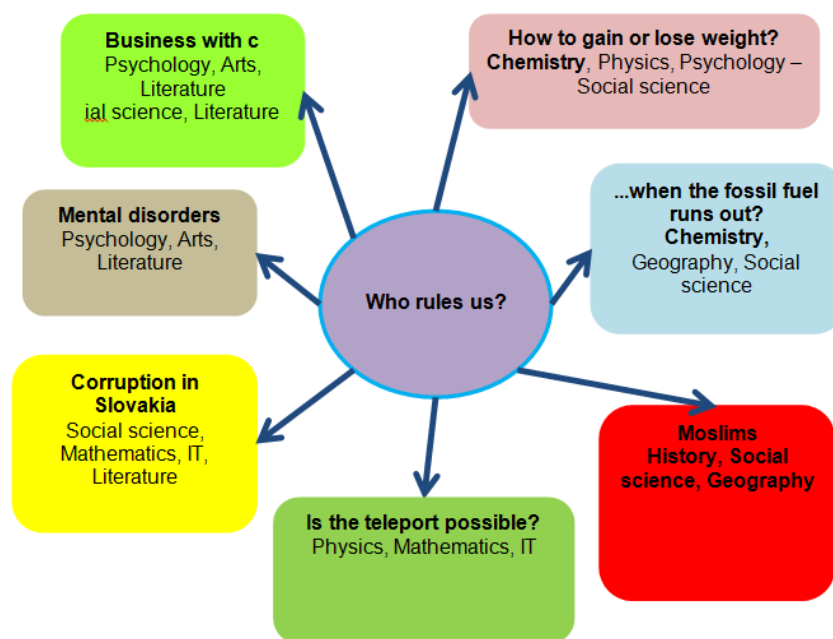 Business with c
Psychology, Arts,
Literature
ial science, Literature
How to gain or lose weight?
Chemistry, Physics, Psychology –
Social science
Mental disorders
Psychology, Arts,
Literature
...when the fossil fuel
runs out?
Chemistry,
Geography, Social
science
Who rules us?
Corruption in
Slovakia
Social science,
Mathematics, IT,
Literature
Moslims
History, Social
science, Geography
Is the teleport possible?
Physics, Mathematics, IT